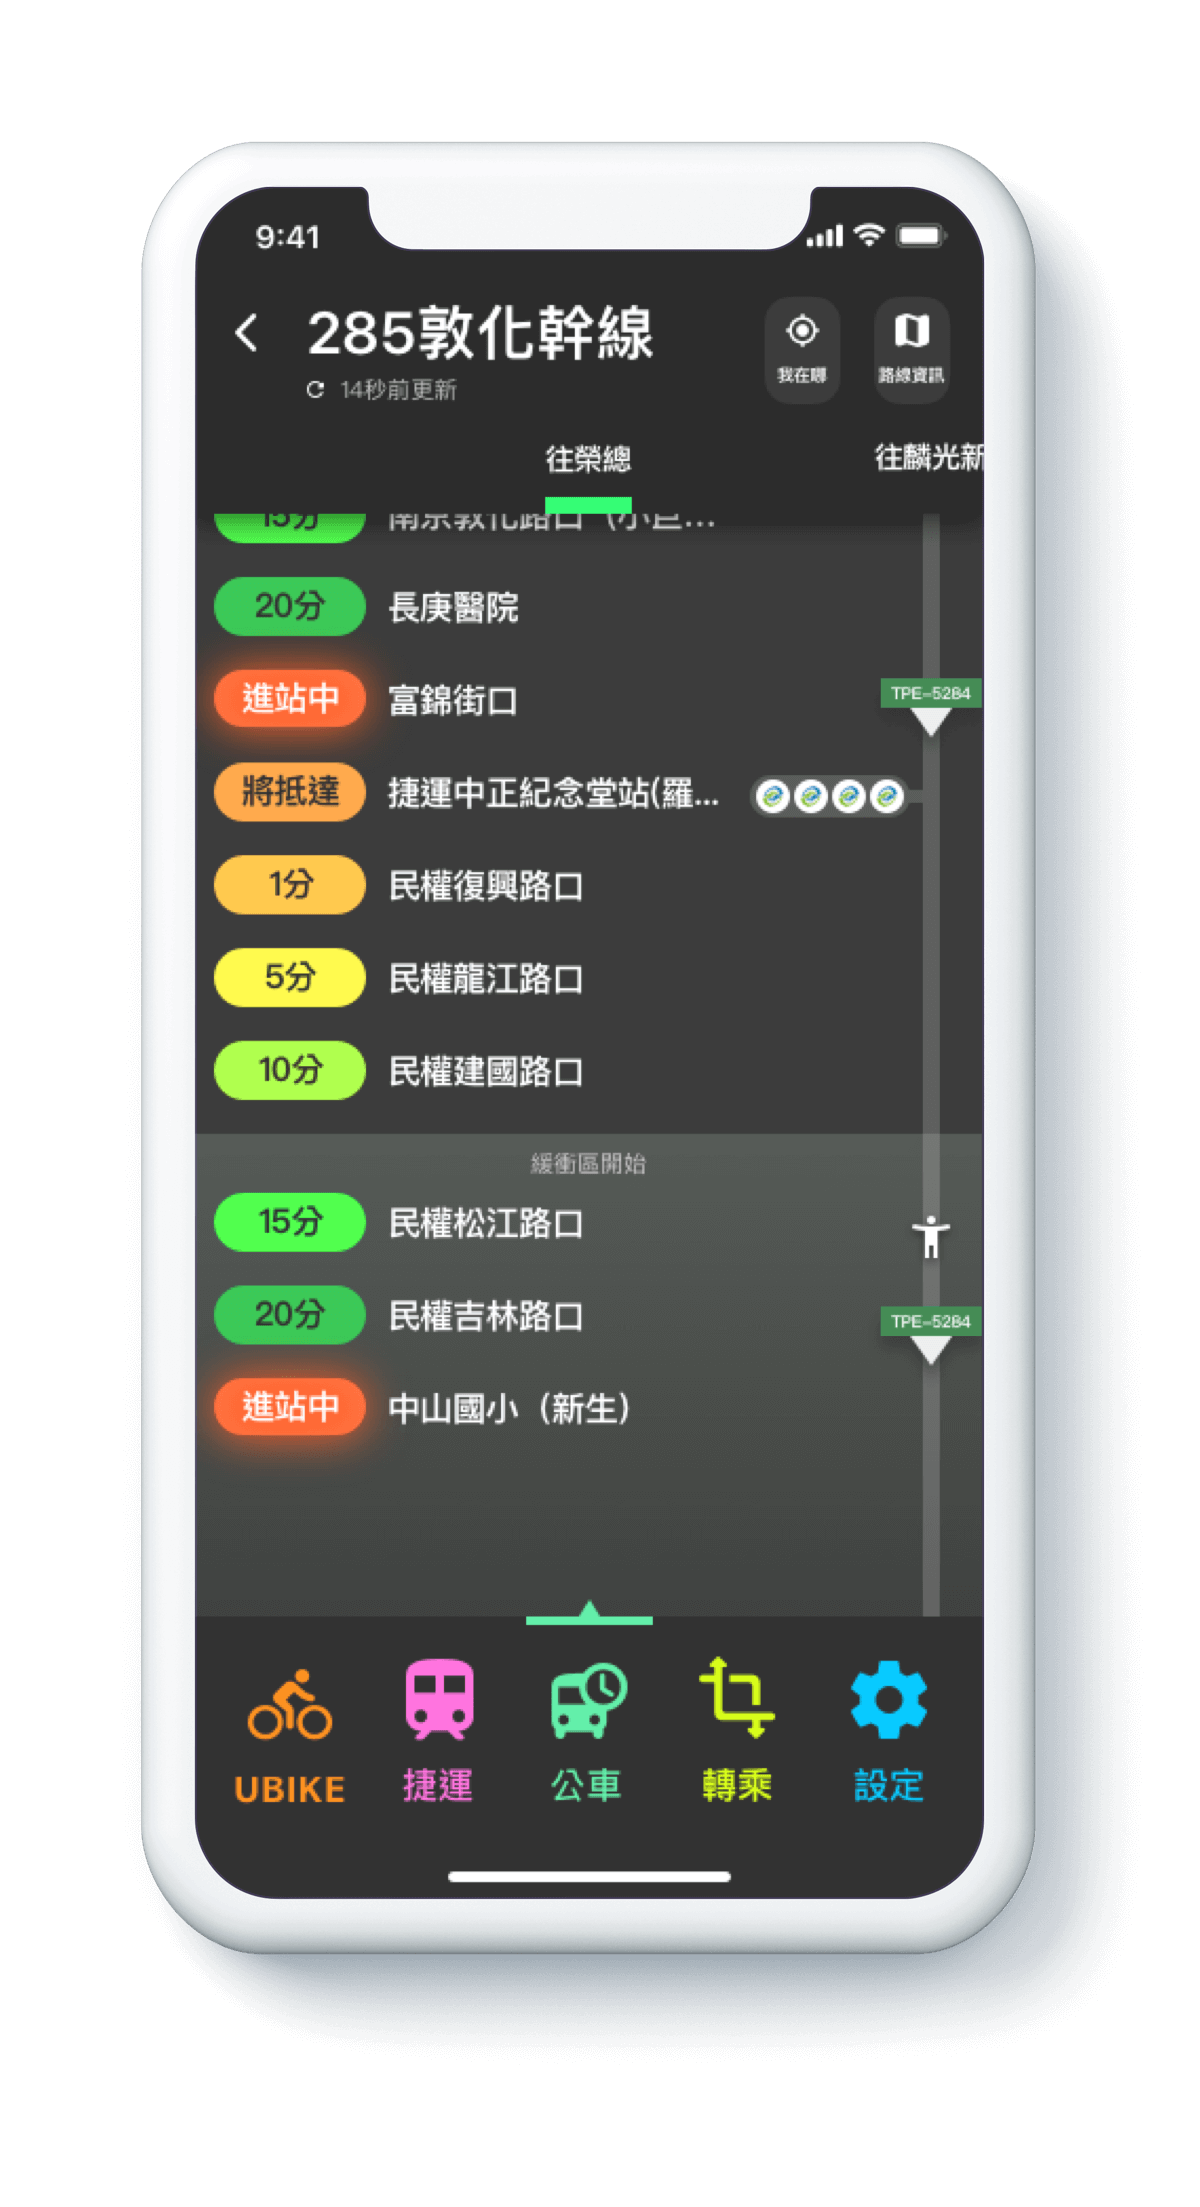 9:41
285敦化幹線
14秒前更新
我在哪
路線資訊
往榮總
往麟光新
15分 南京敦化路口（小巨...
20分 長庚醫院
進站中 富錦街口
TPE-5284
將抵達 捷運中正紀念堂站(羅...
1分 民權復興路口
5分 民權龍江路口
10分 民權建國路口
緩衝區開始
15分 民權松江路口
20分 民權吉林路口
TPE-5284
進站中 中山國小（新生）
UBIKE
捷運
公車
轉乘
設定